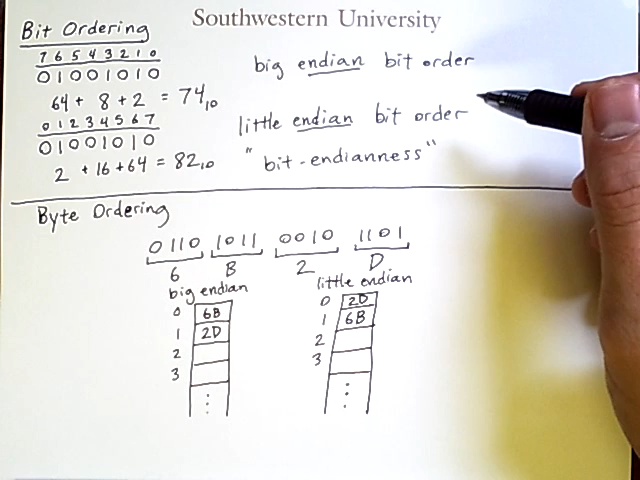 Southwestern University
Bit Ordering
7 6 5 4 3 2 1 0
0 1 0 0 1 0 1 0
64 + 8 + 2 = 74₁₀
0 1 2 3 4 5 6 7
0 1 0 0 1 0 1 0
2 + 16 + 64 = 82₁₀
big endian bit order
little endian bit order
"bit-endianness"
Byte Ordering
0110 1011 0010 1101
6 B 2 D
big endian
0 6B
1 2D
2
3
little endian
0 2D
1 6B
2
3